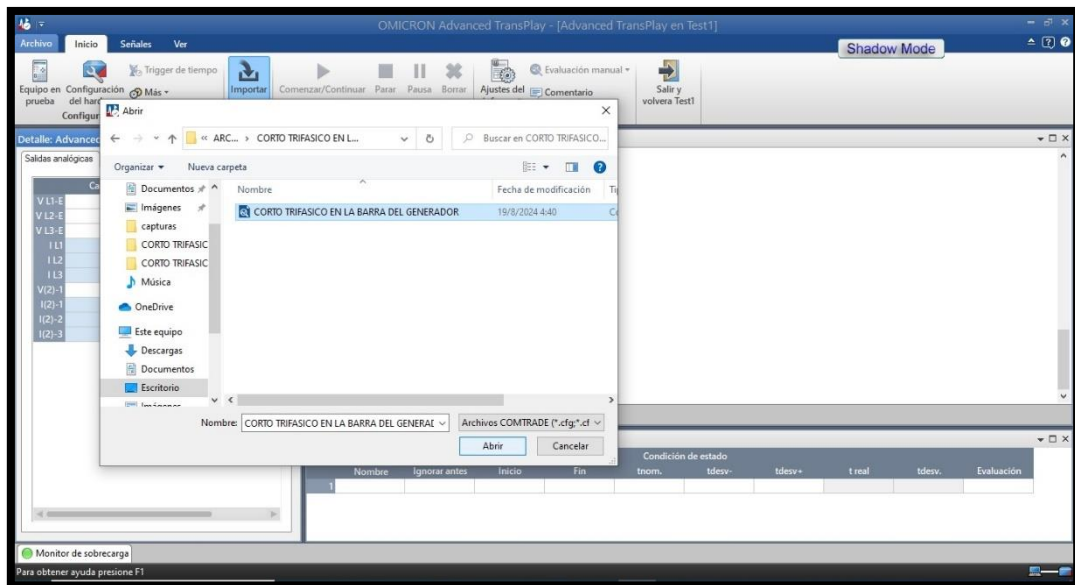 OMICRON Advanced TransPlay - [Advanced TransPlay en Test1]
Archivo Inicio Señales Ver
Shadow Mode
Equipo en prueba
Configuración del hard
Trigger de tiempo
Más
Configur
Importar
Comenzar/Continuar Parar Pausa Borrar
Ajustes del
Evaluación manual
Comentario
Salir y volvera Test1
Detalle: Advanced
Salidas analógicas
Ca
V L1-E
V L2-E
V L3-E
I L1
I L2
I L3
V(2)-1
I(2)-1
I(2)-2
I(2)-3
Abrir
« ARC... › CORTO TRIFASICO EN L...
Buscar en CORTO TRIFASICO...
Organizar Nueva carpeta
Nombre Fecha de modificación Ti
CORTO TRIFASICO EN LA BARRA DEL GENERADOR 19/8/2024 4:40 C
Documentos
Imágenes
capturas
CORTO TRIFASIC
CORTO TRIFASIC
Música
OneDrive
Este equipo
Descargas
Documentos
Escritorio
Imágenes
Nombre: CORTO TRIFASICO EN LA BARRA DEL GENERAD Archivos COMTRADE (*.cfg;*.cf
Abrir Cancelar
Condición de estado
Nombre Ignorar antes Inicio Fin tnom. tdesv- tdesv+ t real tdesv. Evaluación
1
Monitor de sobrecarga
Para obtener ayuda presione F1